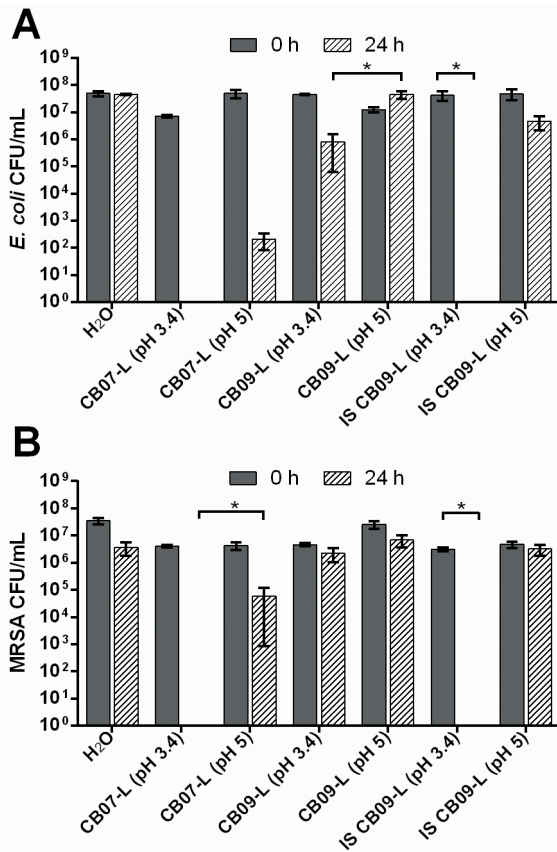 A
0 h 24 h
E. coli CFU/mL
10⁹
10⁸
10⁷
10⁶
10⁵
10⁴
10³
10²
10¹
10⁰
* *
H₂O
CB07-L (pH 3.4)
CB07-L (pH 5)
CB09-L (pH 3.4)
CB09-L (pH 5)
IS CB09-L (pH 3.4)
IS CB09-L (pH 5)
B
0 h 24 h
MRSA CFU/mL
10⁹
10⁸
10⁷
10⁶
10⁵
10⁴
10³
10²
10¹
10⁰
* *
H₂O
CB07-L (pH 3.4)
CB07-L (pH 5)
CB09-L (pH 3.4)
CB09-L (pH 5)
IS CB09-L (pH 3.4)
IS CB09-L (pH 5)